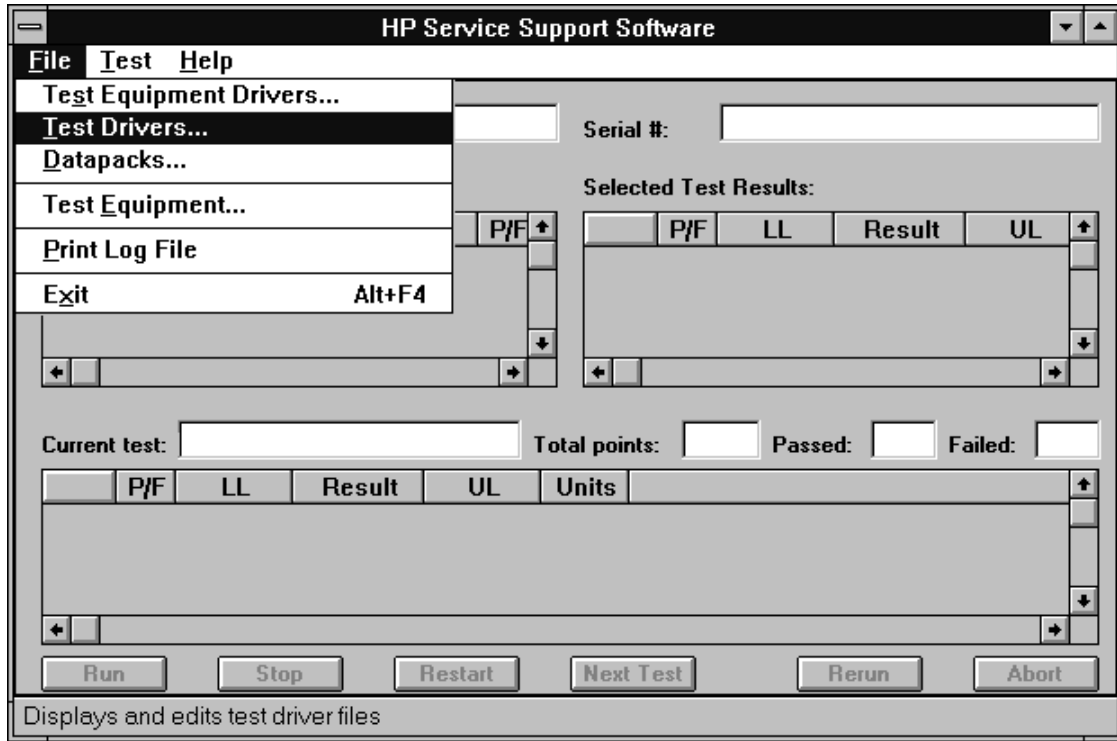 HP Service Support Software
File Test Help
Test Equipment Drivers...
Test Drivers...
Datapacks...
Test Equipment...
Print Log File
Exit Alt+F4
Serial #:
Selected Test Results:
P/F
P/F LL Result UL
Current test: Total points: Passed: Failed:
P/F LL Result UL Units
Run Stop Restart Next Test Rerun Abort
Displays and edits test driver files